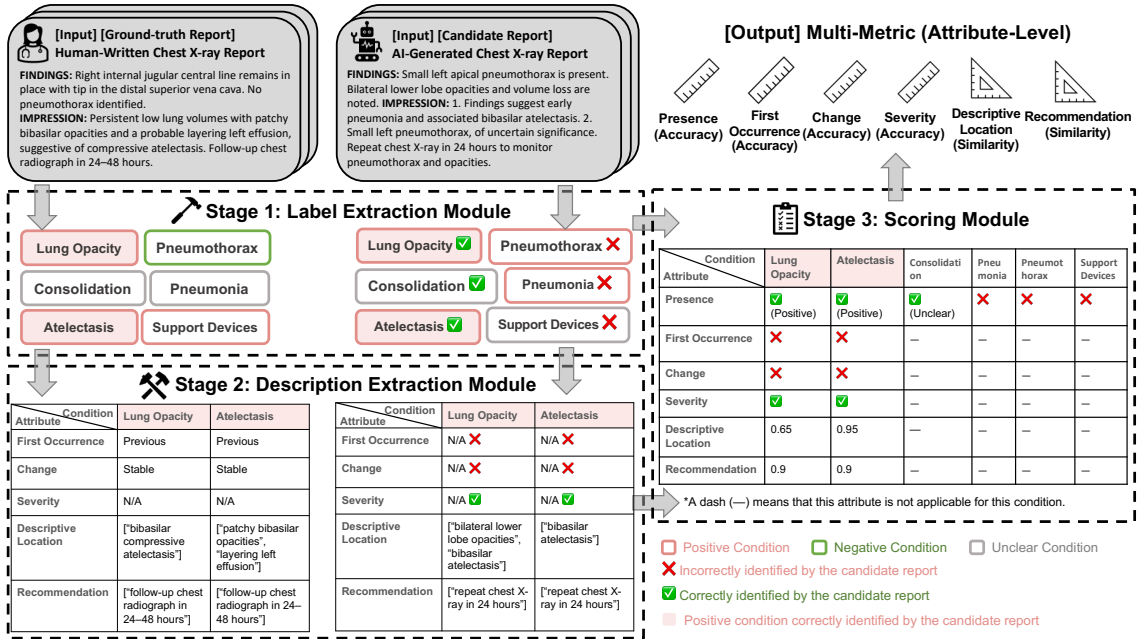 [Input] [Ground-truth Report]
Human-Written Chest X-ray Report
FINDINGS: Right internal jugular central line remains in
place with tip in the distal superior vena cava. No
pneumothorax identified.
IMPRESSION: Persistent low lung volumes with patchy
bibasilar opacities and a probable layering left effusion,
suggestive of compressive atelectasis. Follow-up chest
radiograph in 24–48 hours.
[Input] [Candidate Report]
AI-Generated Chest X-ray Report
FINDINGS: Small left apical pneumothorax is present.
Bilateral lower lobe opacities and volume loss are
noted. IMPRESSION: 1. Findings suggest early
pneumonia and associated bibasilar atelectasis. 2.
Small left pneumothorax, of uncertain significance.
Repeat chest X-ray in 24 hours to monitor
pneumothorax and opacities.
[Output] Multi-Metric (Attribute-Level)
Presence
(Accuracy)
First
Occurrence
(Accuracy)
Change
(Accuracy)
Severity
(Accuracy)
Descriptive
Location
(Similarity)
Recommendation
(Similarity)
Stage 1: Label Extraction Module
Lung Opacity
Pneumothorax
Consolidation
Pneumonia
Atelectasis
Support Devices
Lung Opacity
Pneumothorax
Consolidation
Pneumonia
Atelectasis
Support Devices
Stage 2: Description Extraction Module
Condition
Attribute
Lung Opacity
Atelectasis
First Occurrence
Previous
Previous
Change
Stable
Stable
Severity
N/A
N/A
Descriptive
Location
["bibasilar
compressive
atelectasis"]
["patchy bibasilar
opacities",
"layering left
effusion"]
Recommendation
["follow-up chest
radiograph in
24–48 hours"]
["follow-up chest
radiograph in 24–
48 hours"]
Condition
Attribute
Lung Opacity
Atelectasis
First Occurrence
N/A
N/A
Change
N/A
N/A
Severity
N/A
N/A
Descriptive
Location
["bilateral lower
lobe opacities",
"bibasilar
atelectasis"]
["bibasilar
atelectasis"]
Recommendation
["repeat chest X-
ray in 24 hours"]
["repeat chest X-
ray in 24 hours"]
Stage 3: Scoring Module
Condition
Attribute
Lung
Opacity
Atelectasis
Consolidati
on
Pneu
monia
Pneumot
horax
Support
Devices
Presence
(Positive)
(Positive)
(Unclear)
First Occurrence
—
—
—
—
Change
—
—
—
—
Severity
—
—
—
—
Descriptive
Location
0.65
0.95
—
—
—
—
Recommendation
0.9
0.9
—
—
—
—
*A dash (—) means that this attribute is not applicable for this condition.
Positive Condition
Negative Condition
Unclear Condition
Incorrectly identified by the candidate report
Correctly identified by the candidate report
Positive condition correctly identified by the candidate report